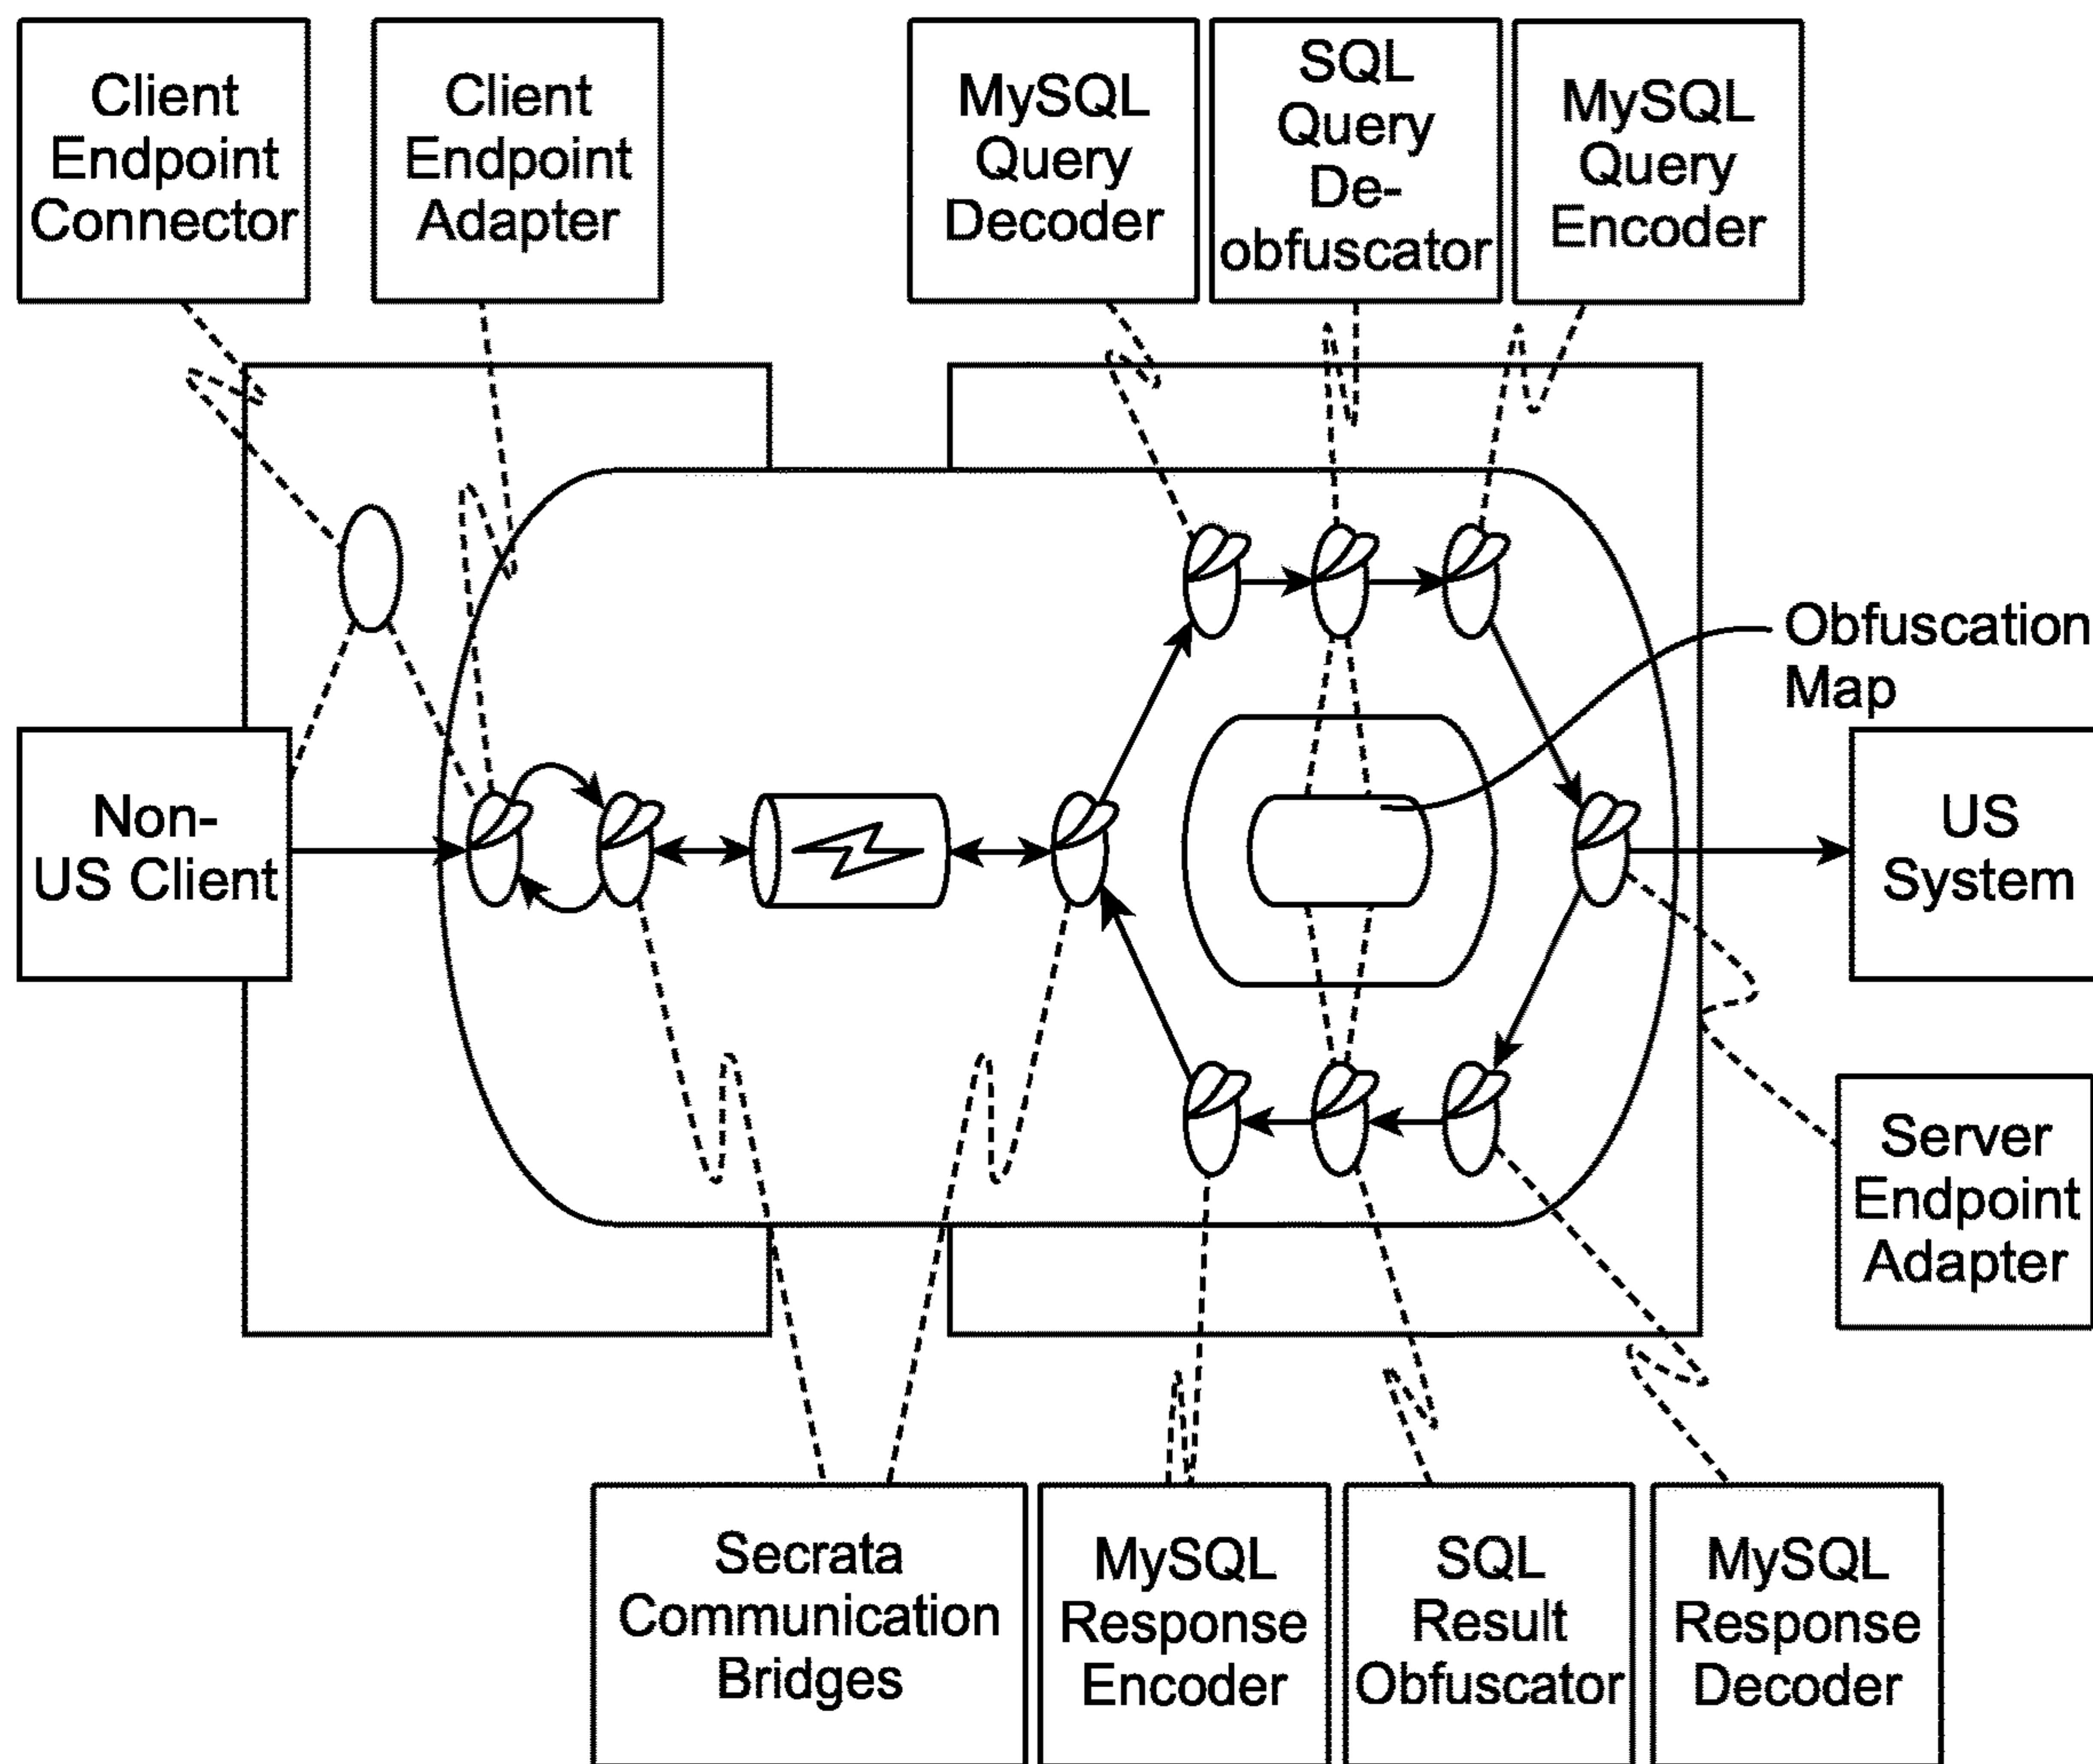 Client
Endpoint
Connector
Client
Endpoint
Adapter
MySQL
Query
Decoder
SQL
Query
De-
obfuscator
MySQL
Query
Encoder
Obfuscation
Map
Non-
US Client
US
System
Server
Endpoint
Adapter
Secrata
Communication
Bridges
MySQL
Response
Encoder
SQL
Result
Obfuscator
MySQL
Response
Decoder